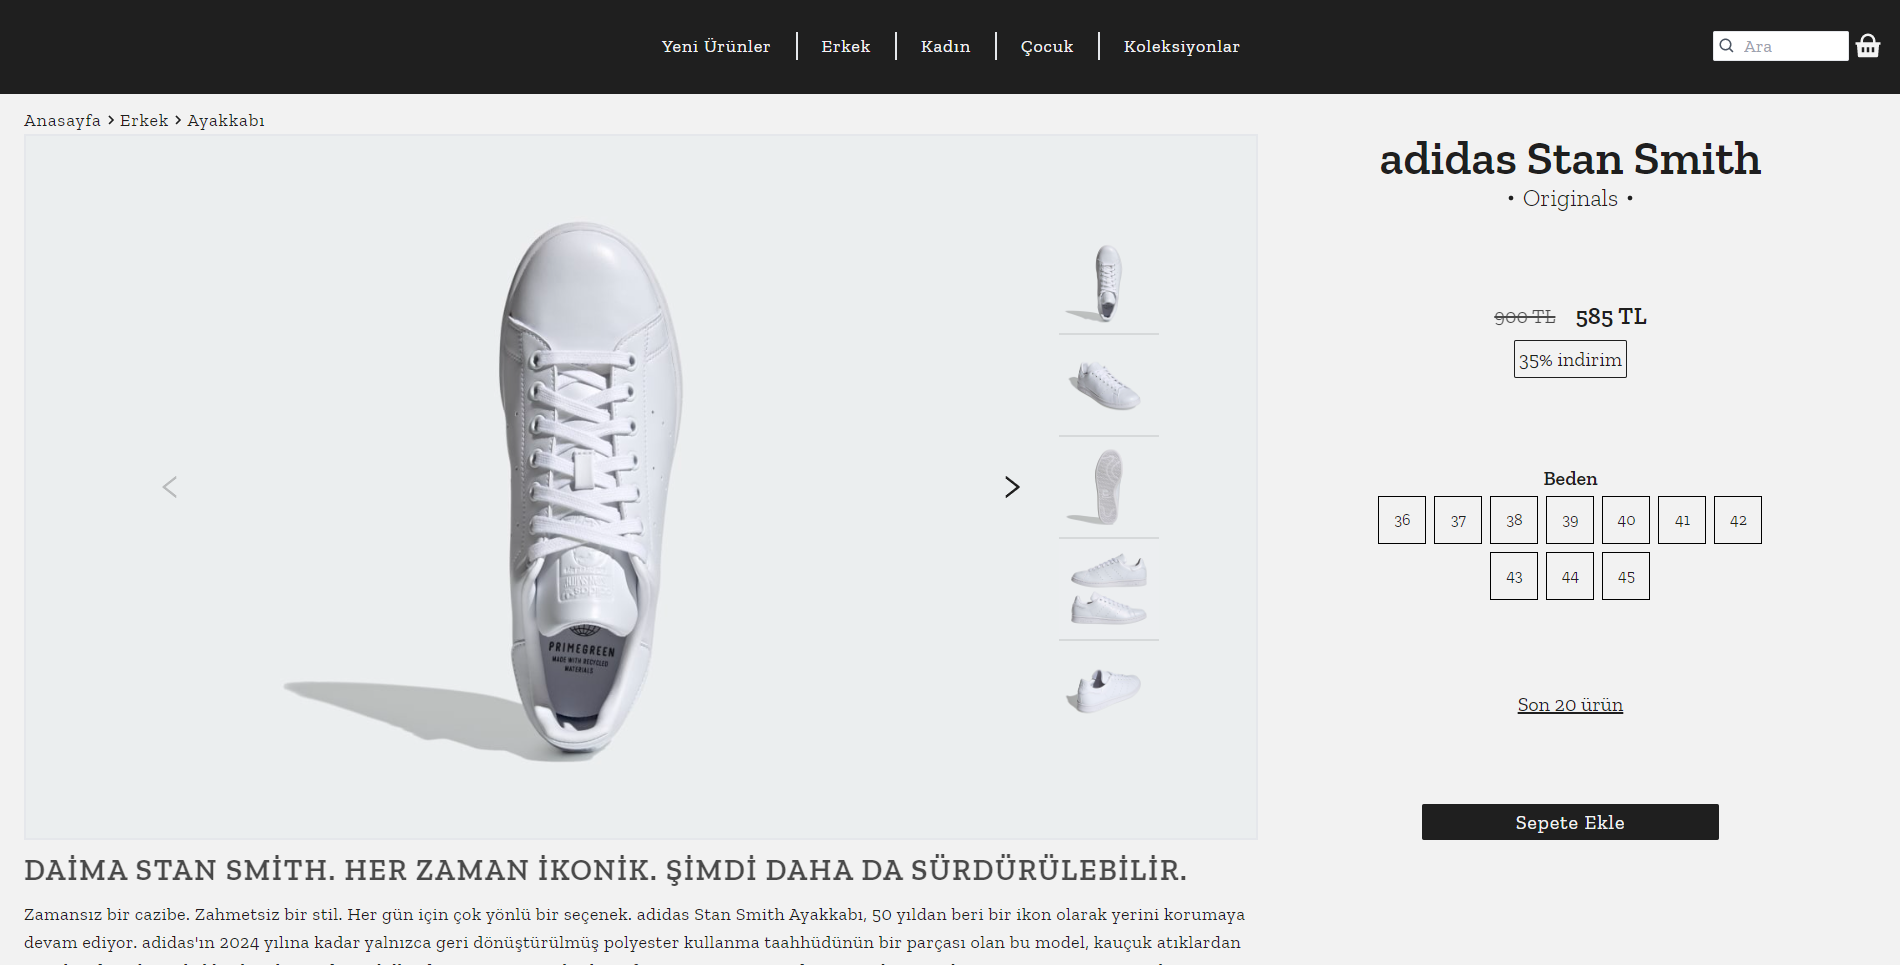 Yeni Ürünler
Erkek
Kadın
Çocuk
Koleksiyonlar
Ara
Anasayfa > Erkek > Ayakkabı
adidas Stan Smith
• Originals •
900 TL 585 TL
35% indirim
Beden
36 37 38 39 40 41 42
43 44 45
Son 20 ürün
Sepete Ekle
PRIMEGREEN
MADE WITH RECYCLED
MATERIALS
DAİMA STAN SMİTH. HER ZAMAN İKONİK. ŞİMDİ DAHA DA SÜRDÜRÜLEBİLİR.
Zamansız bir cazibe. Zahmetsiz bir stil. Her gün için çok yönlü bir seçenek. adidas Stan Smith Ayakkabı, 50 yıldan beri bir ikon olarak yerini korumaya
devam ediyor. adidas'ın 2024 yılına kadar yalnızca geri dönüştürülmüş polyester kullanma taahhüdünün bir parçası olan bu model, kauçuk atıklardan